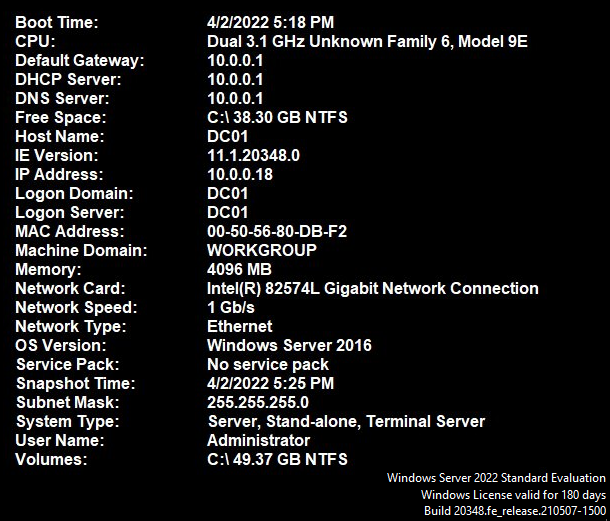 Boot Time: 4/2/2022 5:18 PM
CPU: Dual 3.1 GHz Unknown Family 6, Model 9E
Default Gateway: 10.0.0.1
DHCP Server: 10.0.0.1
DNS Server: 10.0.0.1
Free Space: C:\ 38.30 GB NTFS
Host Name: DC01
IE Version: 11.1.20348.0
IP Address: 10.0.0.18
Logon Domain: DC01
Logon Server: DC01
MAC Address: 00-50-56-80-DB-F2
Machine Domain: WORKGROUP
Memory: 4096 MB
Network Card: Intel(R) 82574L Gigabit Network Connection
Network Speed: 1 Gb/s
Network Type: Ethernet
OS Version: Windows Server 2016
Service Pack: No service pack
Snapshot Time: 4/2/2022 5:25 PM
Subnet Mask: 255.255.255.0
System Type: Server, Stand-alone, Terminal Server
User Name: Administrator
Volumes: C:\ 49.37 GB NTFS
Windows Server 2022 Standard Evaluation
Windows License valid for 180 days
Build 20348.fe_release.210507-1500